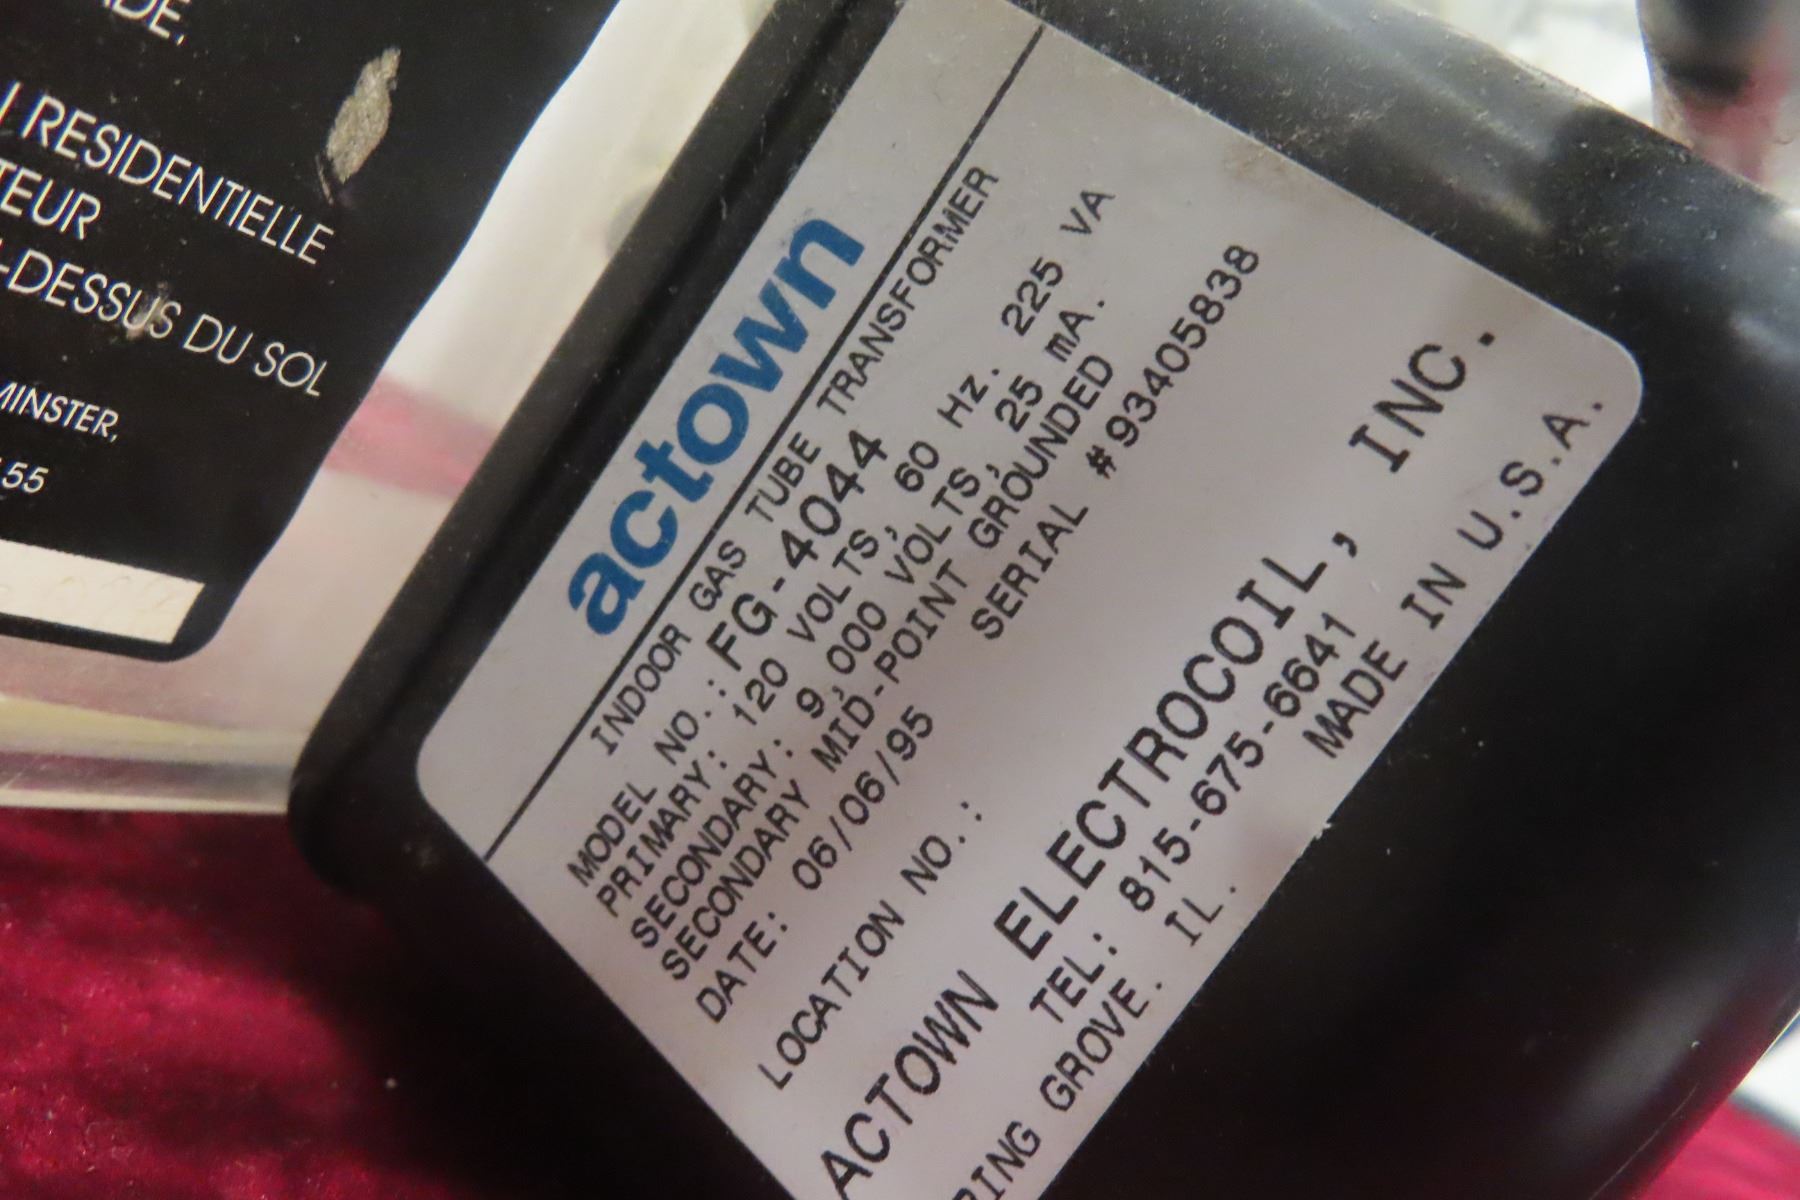 RESIDENTIELLE
-DESSUS DU SOL
55
actown
INDOOR GAS TUBE TRANSFORMER
MODEL NO.: FG-4044
PRIMARY: 120 VOLTS, 60 Hz. 225 VA
SECONDARY: 9,000 VOLTS, 25 mA.
SECONDARY MID-POINT GROUNDED
DATE: 06/06/95 SERIAL #93405838
LOCATION NO.:
ACTOWN ELECTROCOIL, INC.
TEL: 815-675-6641
RING GROVE. IL. MADE IN U.S.A.